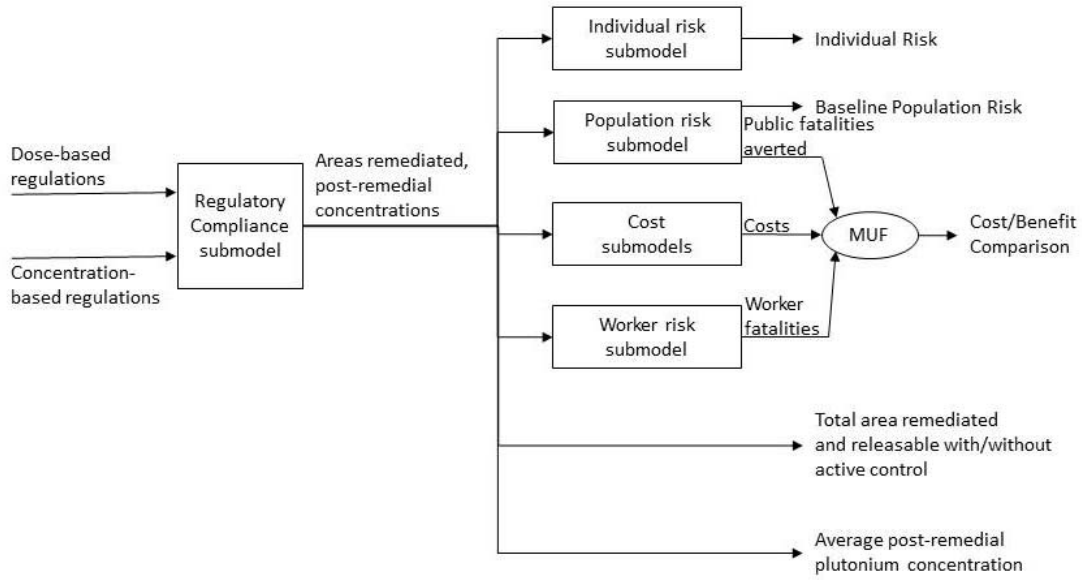 Dose-based
regulations
Concentration-
based regulations
Regulatory
Compliance
submodel
Areas remediated,
post-remedial
concentrations
Individual risk
submodel
Individual Risk
Population risk
submodel
Baseline Population Risk
Public fatalities
averted
Cost
submodels
Costs
MUF
Cost/Benefit
Comparison
Worker risk
submodel
Worker
fatalities
Total area remediated
and releasable with/without
active control
Average post-remedial
plutonium concentration